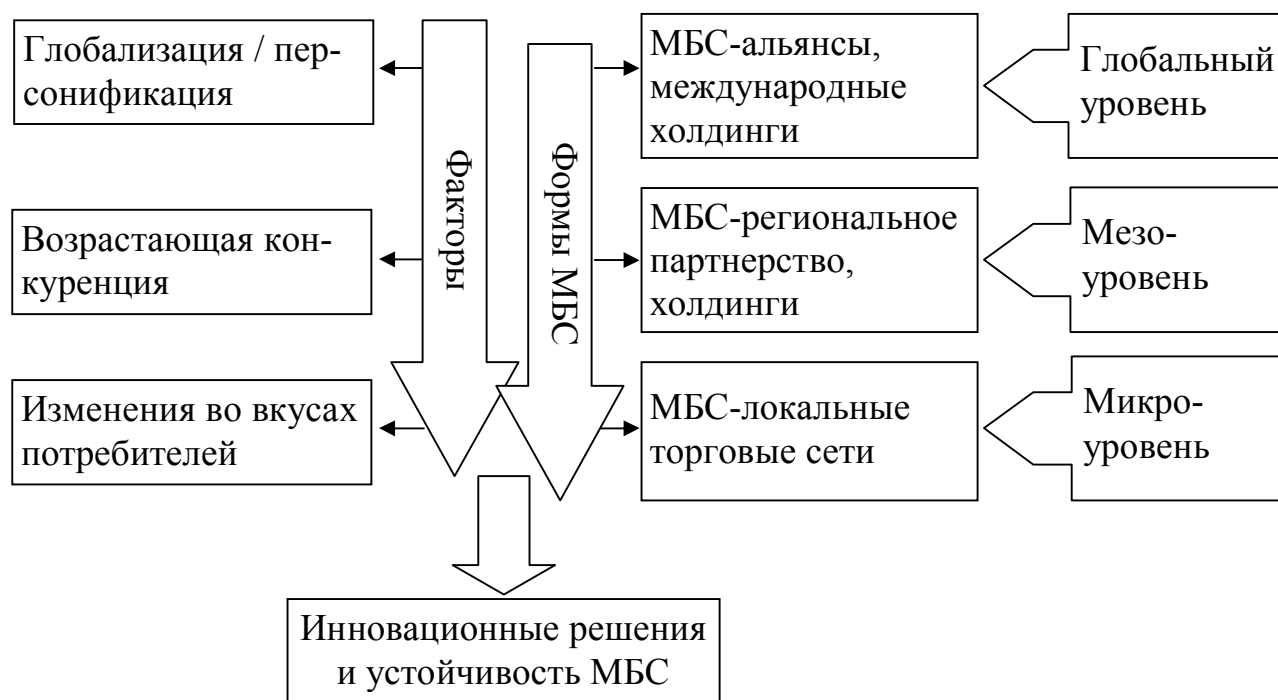 Глобализация / пер-
сонификация
Возрастающая кон-
куренция
Изменения во вкусах
потребителей
Факторы
Формы МБС
МБС-альянсы,
международные
холдинги
МБС-региональное
партнерство,
холдинги
МБС-локальные
торговые сети
Глобальный
уровень
Мезо-
уровень
Микро-
уровень
Инновационные решения
и устойчивость МБС